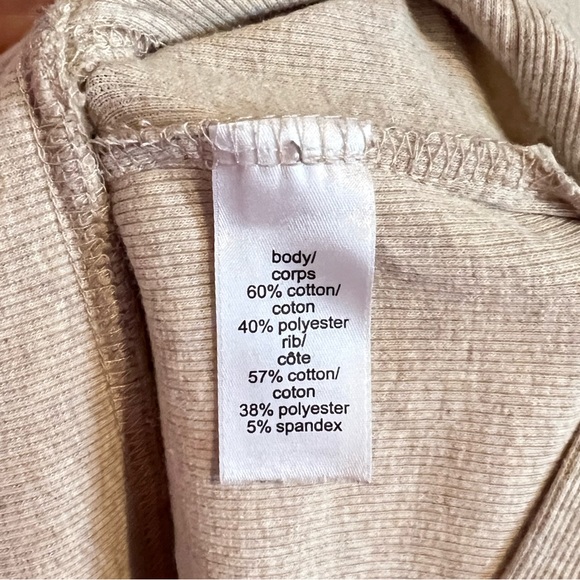 body/
corps
60% cotton/
coton
40% polyester
rib/
côte
57% cotton/
coton
38% polyester
5% spandex